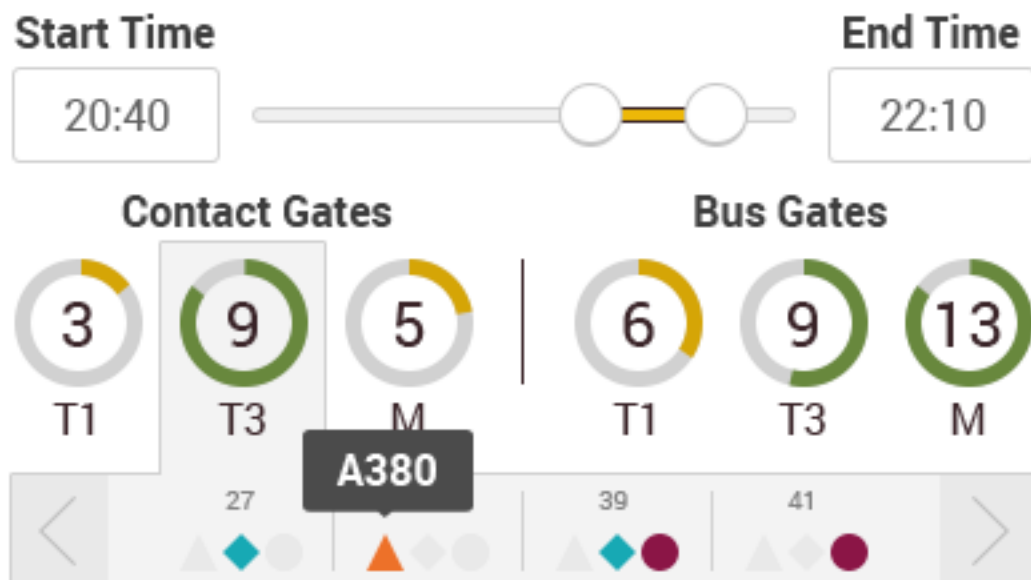 Start Time End Time
20:40 22:10
Contact Gates Bus Gates
3 9 5 6 9 13
T1 T3 M T1 T3 M
A380
27 39 41